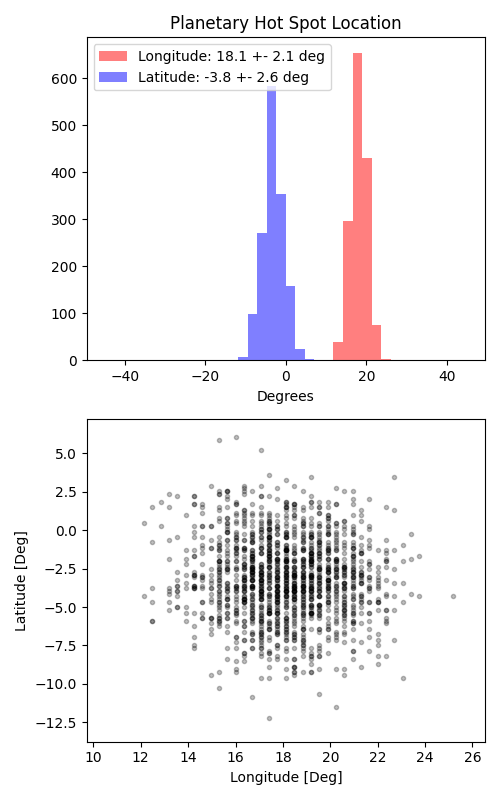 Planetary Hot Spot Location
Longitude: 18.1 +- 2.1 deg
Latitude: -3.8 +- 2.6 deg
600
500
400
300
200
100
0
−40 −20 0 20 40
Degrees
5.0
2.5
0.0
−2.5
−5.0
−7.5
−10.0
−12.5
Latitude [Deg]
10 12 14 16 18 20 22 24 26
Longitude [Deg]